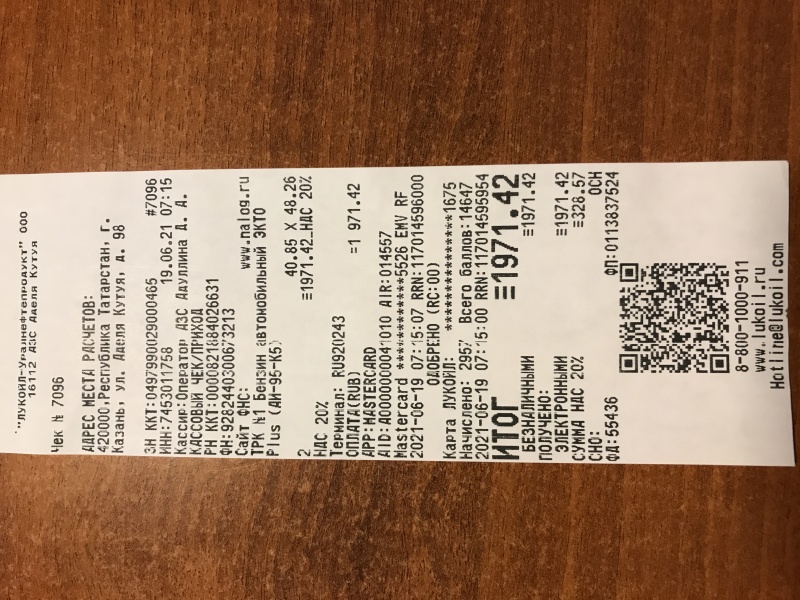 "ЛУКОЙЛ-Уралнефтепродукт" ООО
16112 АЗС Аделя Кутуя
Чек № 7096
АДРЕС МЕСТА РАСЧЕТОВ:
420000,Республика Татарстан, г.
Казань, ул. Аделя Кутуя, д. 98
ЗН ККТ:0497990029000465 #7096
ИНН:7453011758 19.06.21 07:15
Кассир:Оператор АЗС Дауллина Д. А.
КАССОВЫЙ ЧЕК/ПРИХОД
РН ККТ:0000821884026631
ФН:9282440300673213
Сайт ФНС: www.nalog.ru
ТРК №1 Бензин автомобильный ЭКТО
Plus (АИ-95-К5)
2 40.85 X 48.26
≡1971.42_НДС 20%
НДС 20%
Терминал: RU920243
ОПЛАТА(RUB) =1 971.42
APP:MASTERCARD
AID:A0000000041010 AIR:014557
Mastercard ************5526 EMV RF
2021-06-19 07:15:07 RRN:117014596000
ОДОБРЕНО (RC:00)
Карта ЛУКОЙЛ: ***************1675
Начислено: 2957 Всего баллов:14647
2021-06-19 07:15:00 RRN:117014595954
ИТОГ ≡1971.42
БЕЗНАЛИЧНЫМИ ≡1971.42
ПОЛУЧЕНО:
ЭЛЕКТРОННЫМИ ≡1971.42
СУММА НДС 20% ≡328.57
СНО: ОСН
ФД:55436 ФП:0113837524
8-800-1000-911
www.lukoil.ru
Hotline@lukoil.com